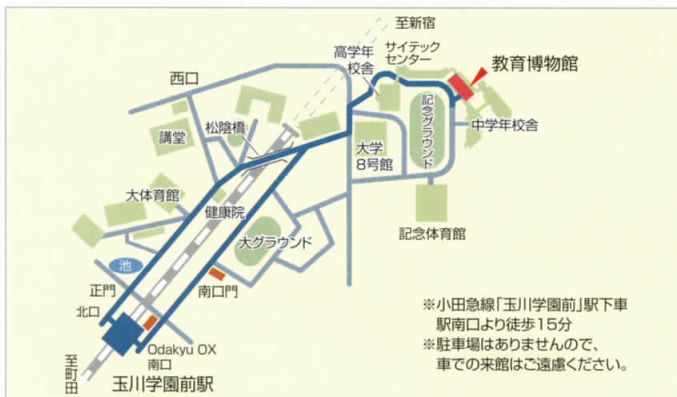 至新宿
高学年
校舎
サイテック
センター
教育博物館
西口
松陰橋
講堂
記念グラウンド
中学年校舎
大学
8号館
大体育館
健康院
記念体育館
大グラウンド
池
正門
南口門
北口
Odakyu OX
南口
至町田
玉川学園前駅
※小田急線「玉川学園前」駅下車
駅南口より徒歩15分
※駐車場はありませんので、
車での来館はご遠慮ください。